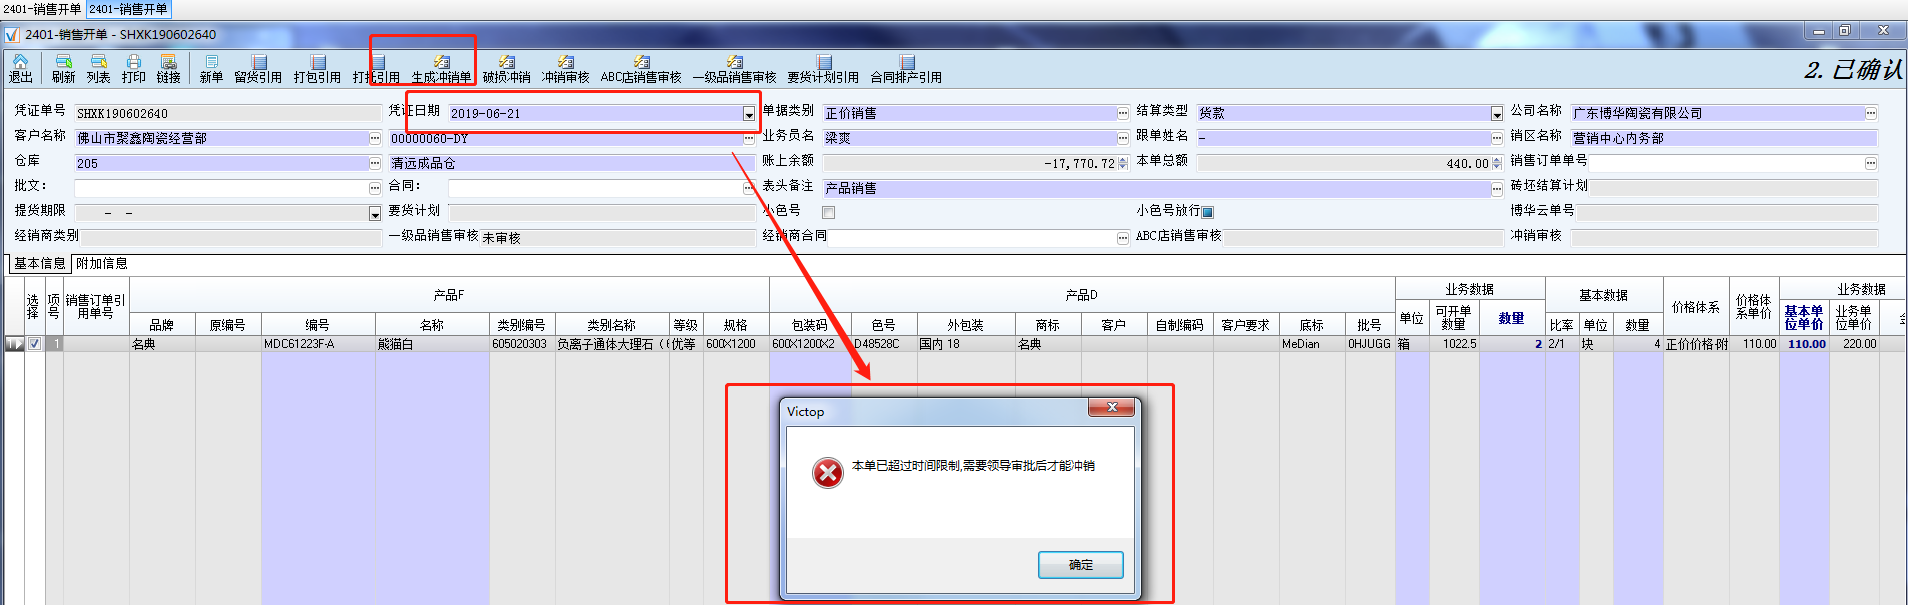 2401-销售开单 2401-销售开单
2401-销售开单 - SHXK190602640
退出 刷新 列表 打印 链接 新单 留货引用 打包引用 打托引用 生成冲销单 破损冲销 冲销审核 ABC店销售审核 一级品销售审核 要货计划引用 合同排产引用 2.已确认
凭证单号 SHXK190602640 凭证日期 2019-06-21 单据类别 正价销售 结算类型 货款 公司名称 广东博华陶瓷有限公司
客户名称 佛山市聚鑫陶瓷经营部 00000060-DY 业务员名 梁爽 跟单姓名 - 销区名称 营销中心内务部
仓库 205 清远成品仓 账上余额 -17,770.72 本单总额 440.00 销售订单单号
批文: 合同: 表头备注 产品销售 砖坯结算计划
提货期限 - - 要货计划 小色号 小色号放行 博华云单号
经销商类别 一级品销售审核 未审核 经销商合同 ABC店销售审核 冲销审核
基本信息 附加信息
选择 项号 销售订单引用单号 产品F 产品D 业务数据 基本数据 价格体系 价格体系单价 业务数据
品牌 原编号 编号 名称 类别编号 类别名称 等级 规格 包装码 色号 外包装 商标 客户 自制编码 客户要求 底标 批号 单位 可开单数量 数量 比率 单位 数量 基本单位单价 业务单位单价
1 1 名典 MDC61223F-A 熊猫白 605020303 负离子通体大理石（ 优等 600X1200 600X1200X2 D48528C 国内 18 名典 MeDian 0HJUGG 箱 1022.5 2 2/1 块 4 正价价格-附 110.00 110.00 220.00
Victop
本单已超过时间限制,需要领导审批后才能冲销
确定